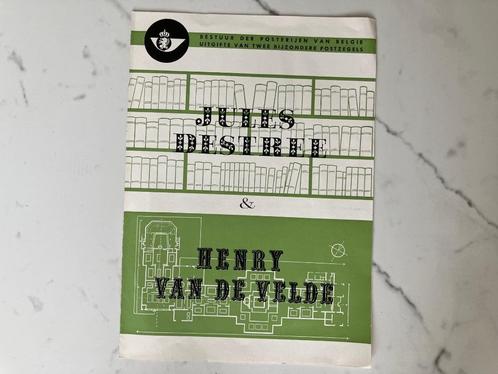 BESTUUR DER POSTERIJEN VAN BELGIE
UITGIFTE VAN TWEE BIJZONDERE POSTZEGELS
JULES
DESTREE
&
HENRY
VAN DE VELDE